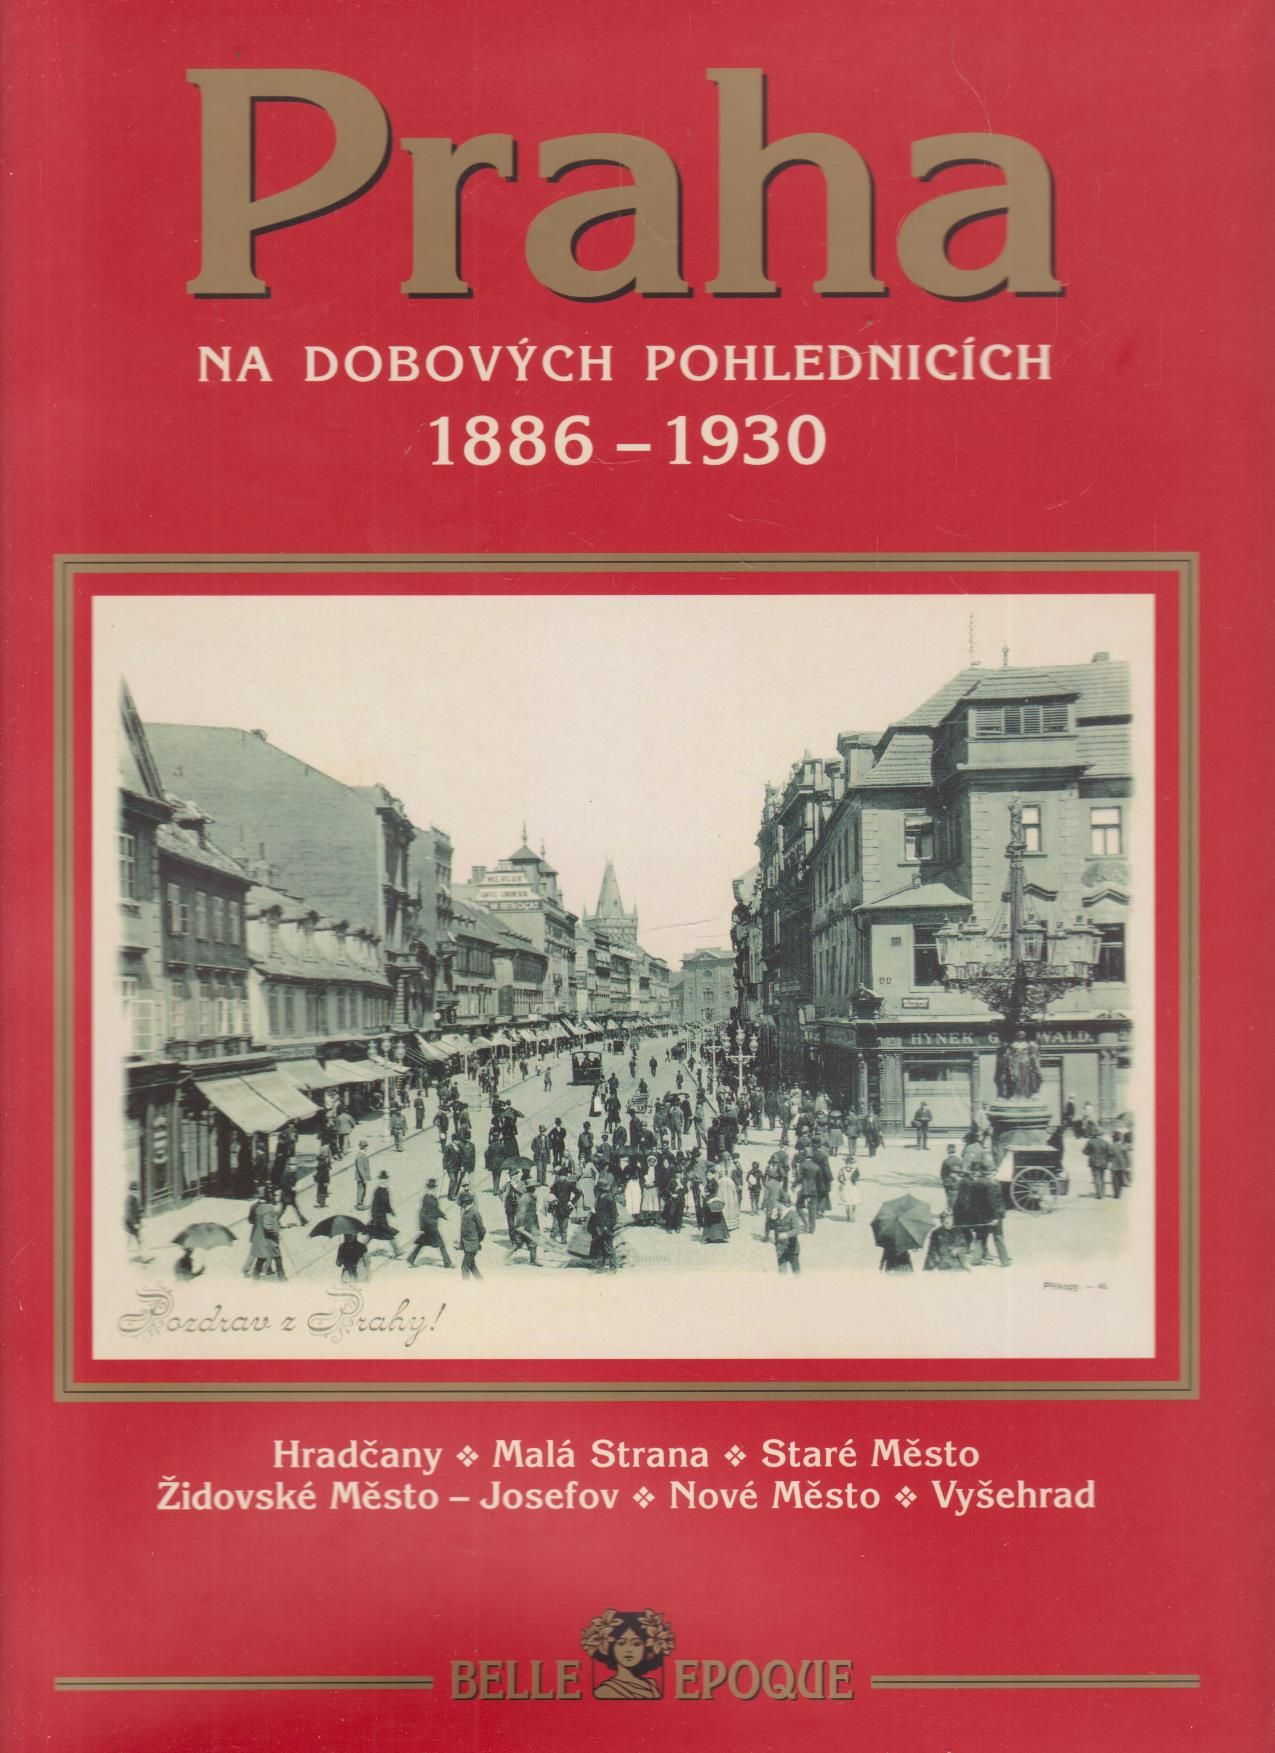 Praha
NA DOBOVÝCH POHLEDNICÍCH
1886 – 1930
MERCUR
HYNEK G WALD.
Příkopy. – 46.
Pozdrav z Prahy!
Hradčany ❖ Malá Strana ❖ Staré Město
Židovské Město – Josefov ❖ Nové Město ❖ Vyšehrad
BELLE EPOQUE